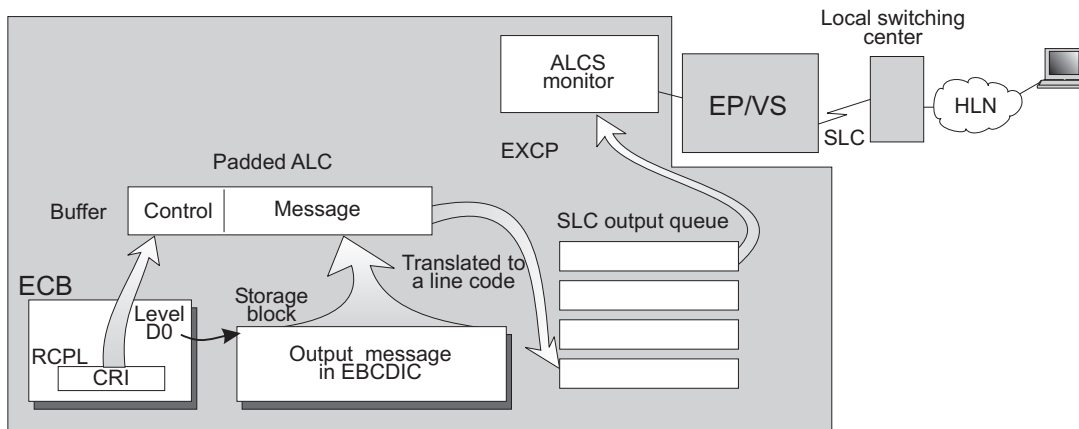 Local switching
center
ALCS
monitor
EP/VS
HLN
SLC
EXCP
Padded ALC
Buffer
Control
Message
SLC output queue
Translated to
a line code
ECB
Level
D0
Storage
block
RCPL
CRI
Output message
in EBCDIC